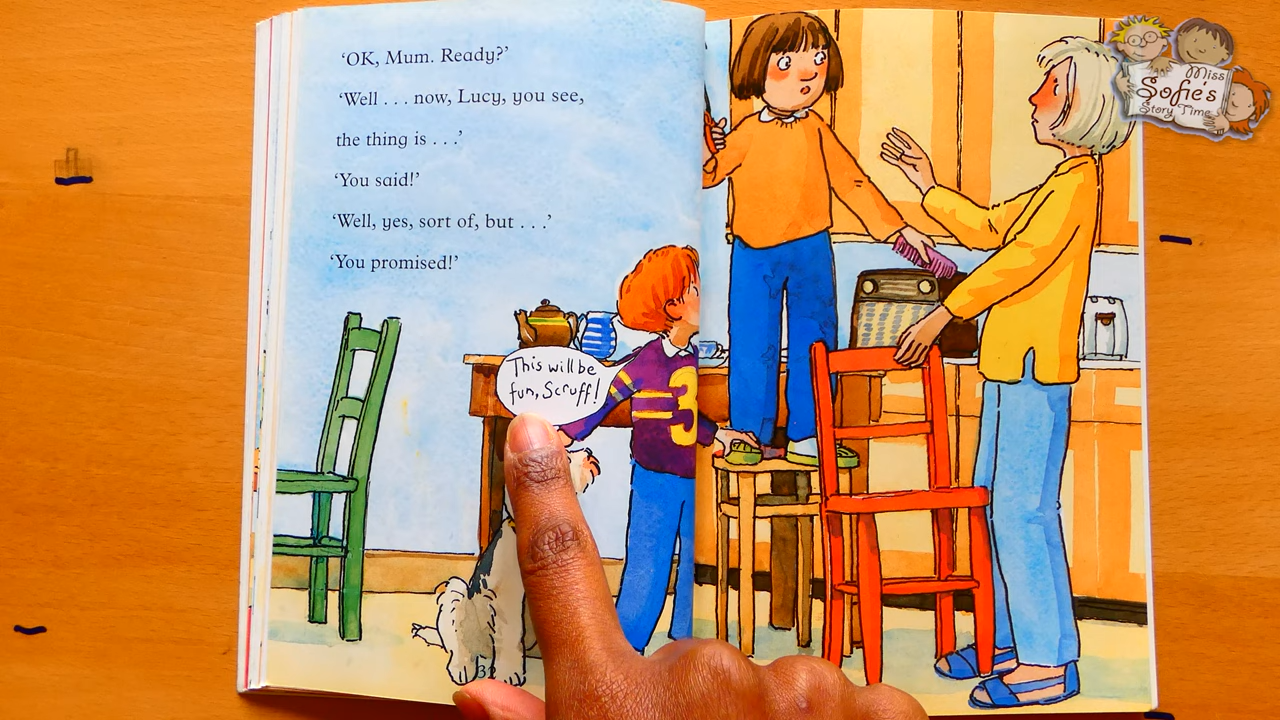 ‘OK, Mum. Ready?’
‘Well . . . now, Lucy, you see,
the thing is . . .’
‘You said!’
‘Well, yes, sort of, but . . .’
‘You promised!’
This will be
fun, Scruff!
3
32
Miss
Sofie's
Story Time